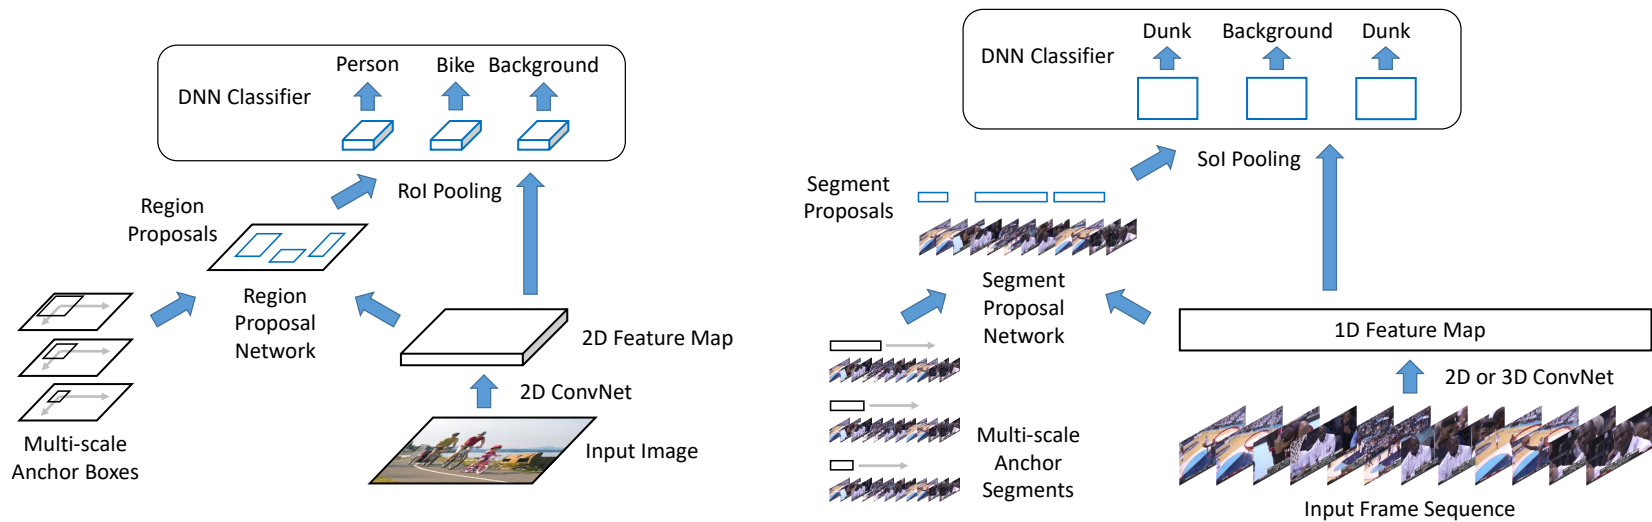 DNN Classifier
Person
Bike
Background
RoI Pooling
Region
Proposals
Region
Proposal
Network
2D Feature Map
2D ConvNet
Multi-scale
Anchor Boxes
Input Image
DNN Classifier
Dunk
Background
Dunk
SoI Pooling
Segment
Proposals
Segment
Proposal
Network
1D Feature Map
2D or 3D ConvNet
Multi-scale
Anchor
Segments
Input Frame Sequence